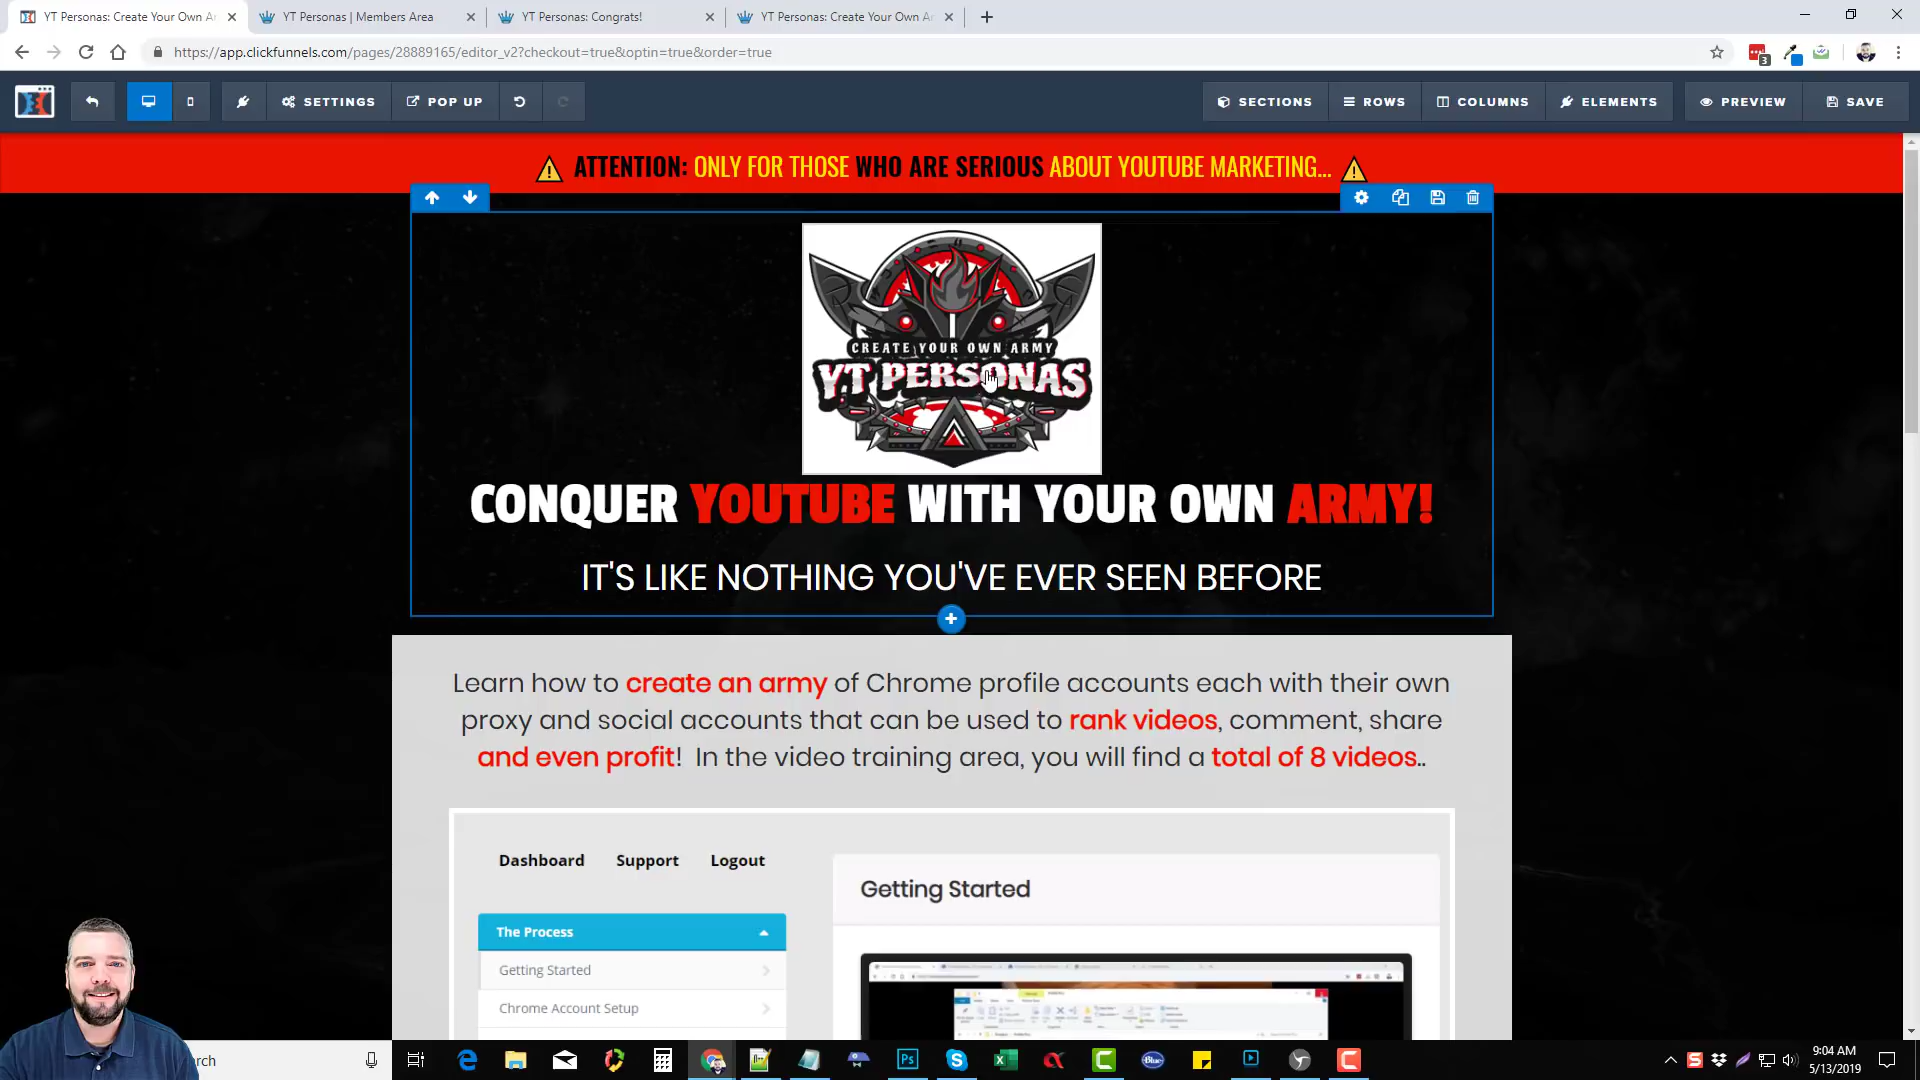 YT Personas: Create Your Own Ar
YT Personas | Members Area
YT Personas: Congrats!
YT Personas: Create Your Own Ar
https://app.clickfunnels.com/pages/28889165/editor_v2?checkout=true&optin=true&order=true
3
SETTINGS
POP UP
SECTIONS
ROWS
COLUMNS
ELEMENTS
PREVIEW
SAVE
ATTENTION: ONLY FOR THOSE WHO ARE SERIOUS ABOUT YOUTUBE MARKETING...
CREATE YOUR OWN ARMY
YT PERSONAS
CONQUER YOUTUBE WITH YOUR OWN ARMY!
IT'S LIKE NOTHING YOU'VE EVER SEEN BEFORE
Learn how to create an army of Chrome profile accounts each with their own
proxy and social accounts that can be used to rank videos, comment, share
and even profit! In the video training area, you will find a total of 8 videos..
Dashboard
Support
Logout
Getting Started
The Process
Getting Started
Chrome Account Setup
rch
Ps
Blue
9:04 AM
5/13/2019